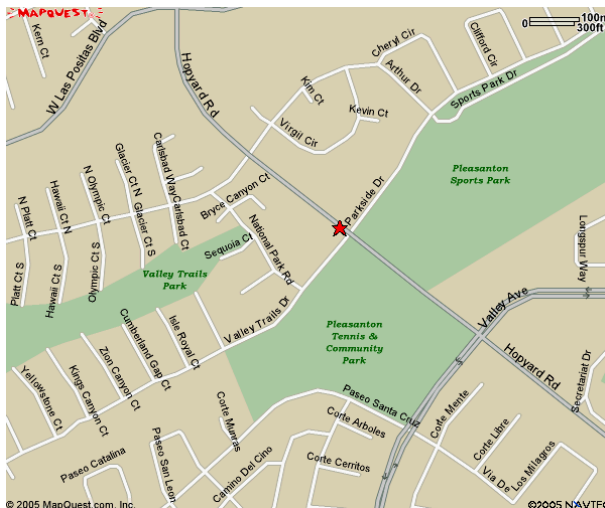 MAPQUEST
Kern Ct
W Las Positas Blvd
Hopyard Rd
0 100m
300ft
Cheryl Cir
Clifford Cir
Arthur Dr
Sports Park Dr
Kim Ct
Kevin Ct
Virgil Cir
Carlsbad Way
Carlsbad Ct
Glacier Ct N
Glacier Ct S
N Olympic Ct
Olympic Ct S
Hawaii Ct N
Hawaii Ct S
N Platt Ct
Platt Ct S
Bryce Canyon Ct
Pleasanton
Sports Park
Parkside Dr
National Park Rd
Sequoia Ct
Valley Trails
Park
Longspur Way
Valley Trails Dr
Isle Royal Ct
Cumberland Gap Ct
Zion Canyon Ct
Kings Canyon Ct
Yellowstone Ct
Pleasanton
Tennis &
Community
Park
Valley Ave
Hopyard Rd
Secretariat Dr
Paseo Santa Cruz
Corte Munras
Corte Arboles
Corte Cerritos
Camino Del Cino
Paseo San Leon
Paseo Catalina
Corte Mente
Corte Libre
Via De
Los Milagros
© 2005 MapQuest.com, Inc.
©2005 NAVTEQ